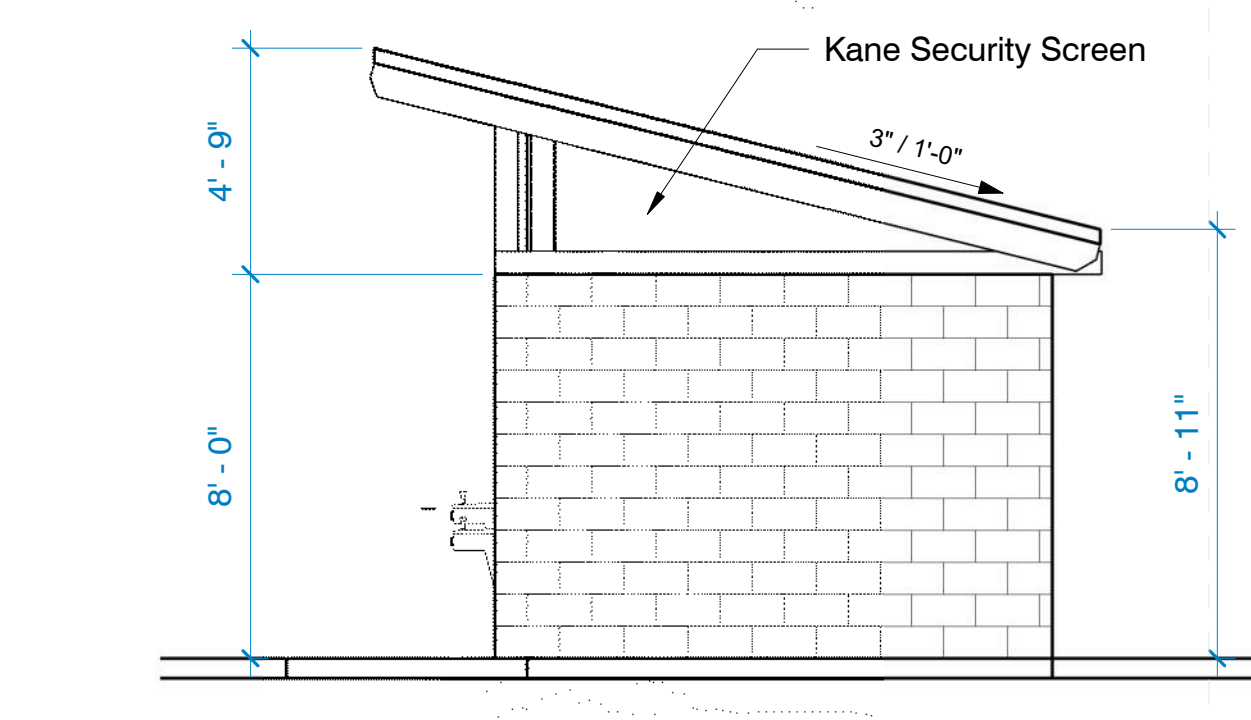 Kane Security Screen
3" / 1'-0"
4' - 9"
8' - 0"
8' - 11"